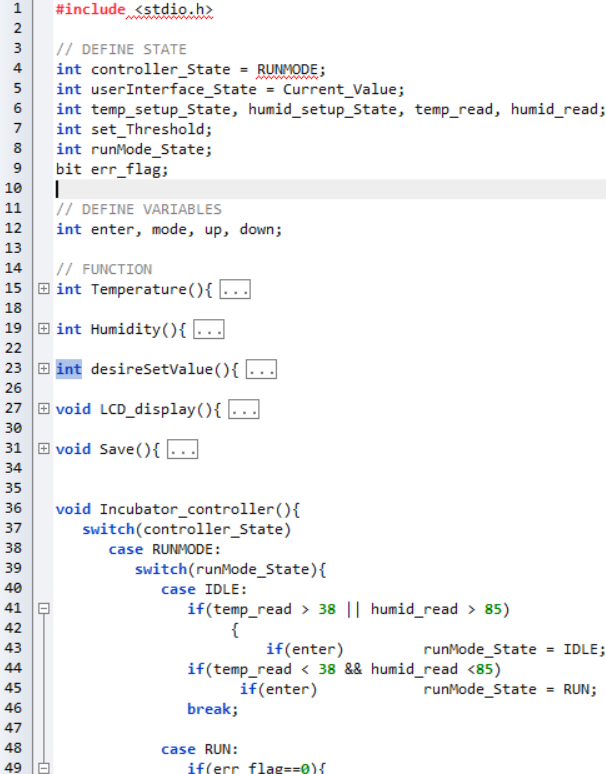 1 #include <stdio.h>
2
3 // DEFINE STATE
4 int controller_State = RUNMODE;
5 int userInterface_State = Current_Value;
6 int temp_setup_State, humid_setup_State, temp_read, humid_read;
7 int set_Threshold;
8 int runMode_State;
9 bit err_flag;
10
11 // DEFINE VARIABLES
12 int enter, mode, up, down;
13
14 // FUNCTION
15 int Temperature(){ ...
18
19 int Humidity(){ ...
22
23 int desireSetValue(){ ...
26
27 void LCD_display(){ ...
30
31 void Save(){ ...
34
35
36 void Incubator_controller(){
37 switch(controller_State)
38 case RUNMODE:
39 switch(runMode_State){
40 case IDLE:
41 if(temp_read > 38 || humid_read > 85)
42 {
43 if(enter) runMode_State = IDLE;
44 if(temp_read < 38 && humid_read <85)
45 if(enter) runMode_State = RUN;
46 break;
47
48 case RUN:
49 if(err_flag==0){